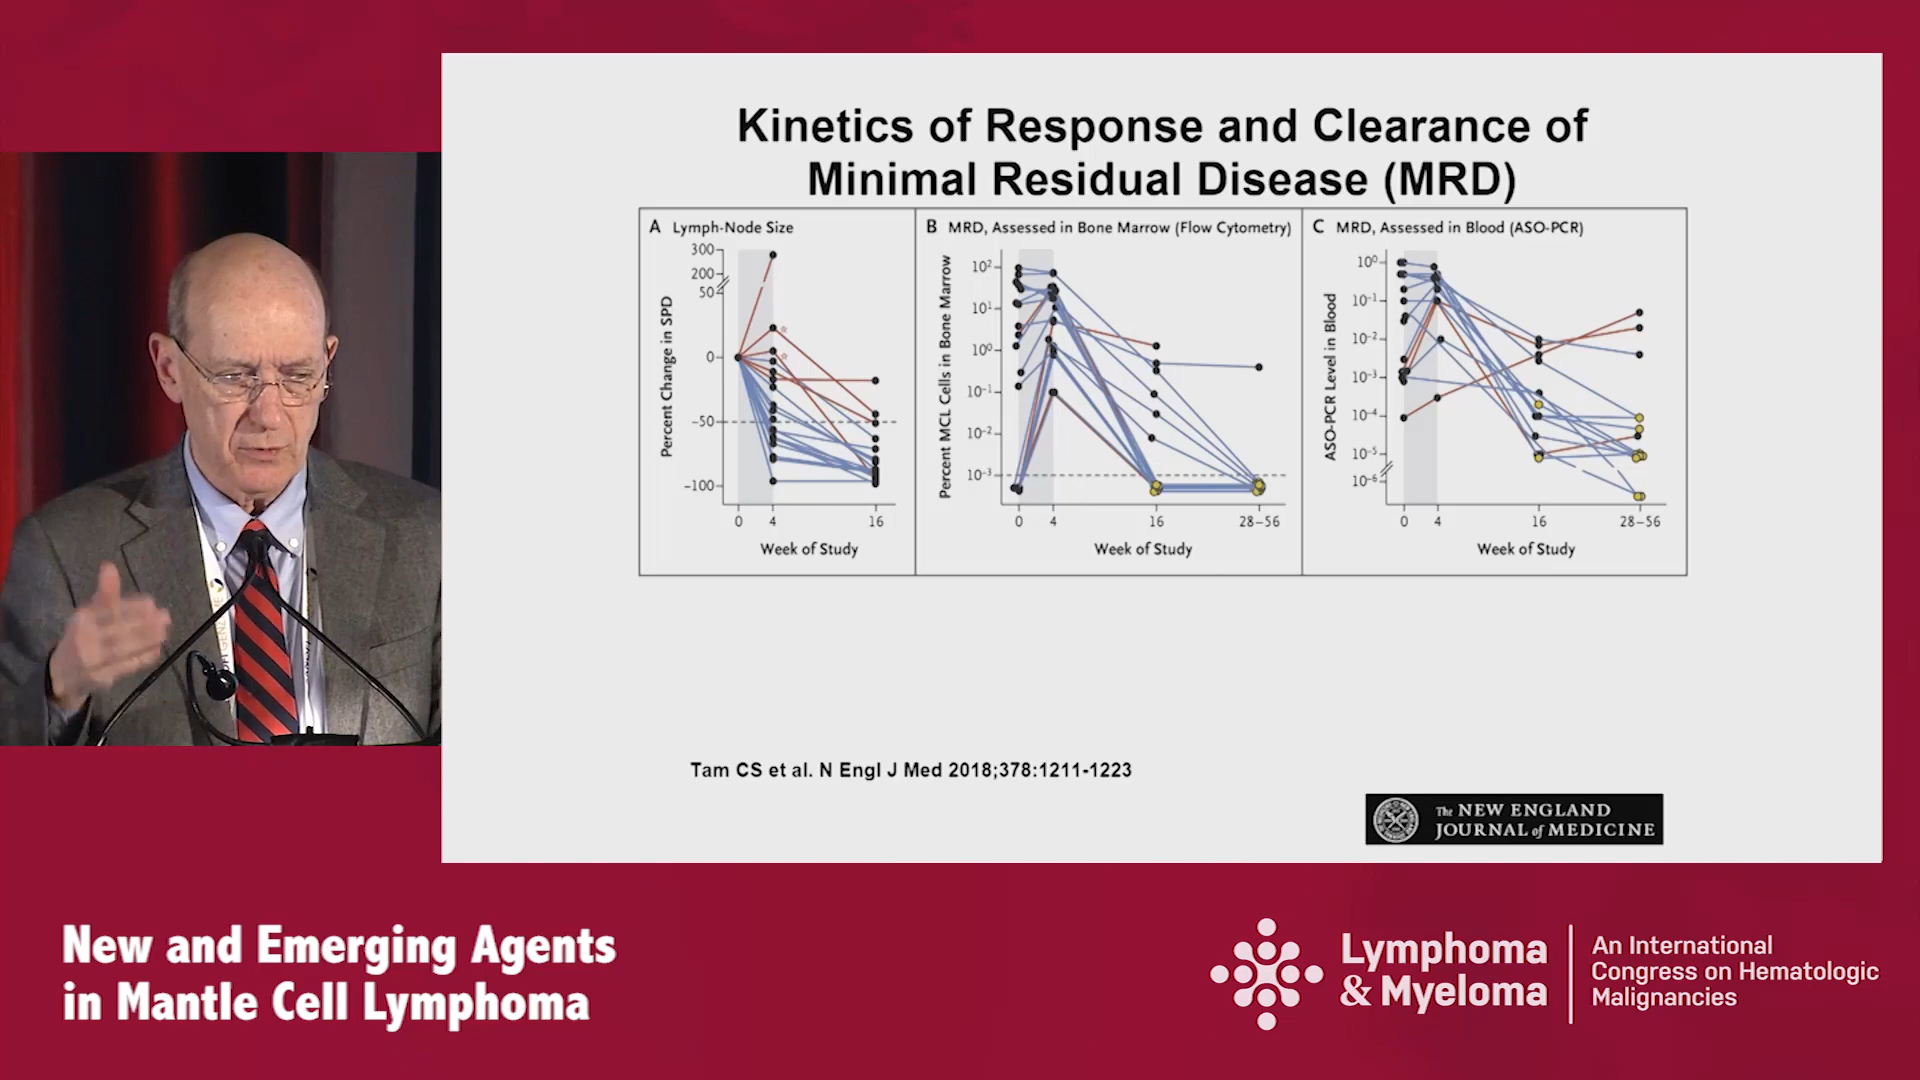 Kinetics of Response and Clearance of
Minimal Residual Disease (MRD)
A Lymph-Node Size
300
200
50
0
−50
−100
Percent Change in SPD
0 4 16
Week of Study
B MRD, Assessed in Bone Marrow (Flow Cytometry)
10²
10¹
10⁰
10⁻¹
10⁻²
10⁻³
Percent MCL Cells in Bone Marrow
0 4 16 28–56
Week of Study
C MRD, Assessed in Blood (ASO-PCR)
10⁰
10⁻¹
10⁻²
10⁻³
10⁻⁴
10⁻⁵
10⁻⁶
ASO-PCR Level in Blood
0 4 16 28–56
Week of Study
Tam CS et al. N Engl J Med 2018;378:1211-1223
The NEW ENGLAND
JOURNAL of MEDICINE
New and Emerging Agents
in Mantle Cell Lymphoma
Lymphoma
& Myeloma
An International
Congress on Hematologic
Malignancies